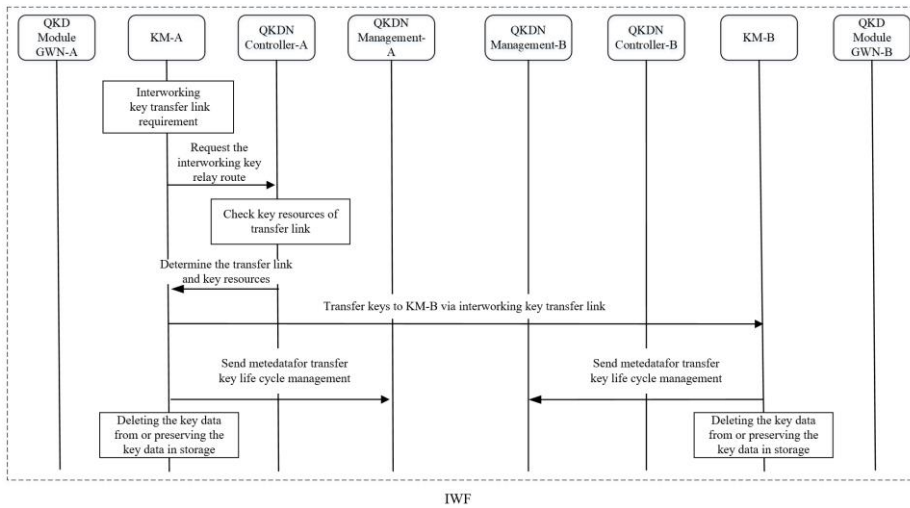 QKD
Module
GWN-A
KM-A
QKDN
Controller-A
QKDN
Management-
A
QKDN
Management-B
QKDN
Controller-B
KM-B
QKD
Module
GWN-B
Interworking
key transfer link
requirement
Request the
interworking key
relay route
Check key resources of
transfer link
Determine the transfer link
and key resources
Transfer keys to KM-B via interworking key transfer link
Send metedatafor transfer
key life cycle management
Send metedatafor transfer
key life cycle management
Deleting the key data
from or preserving the
key data in storage
Deleting the key data
from or preserving the
key data in storage
IWF